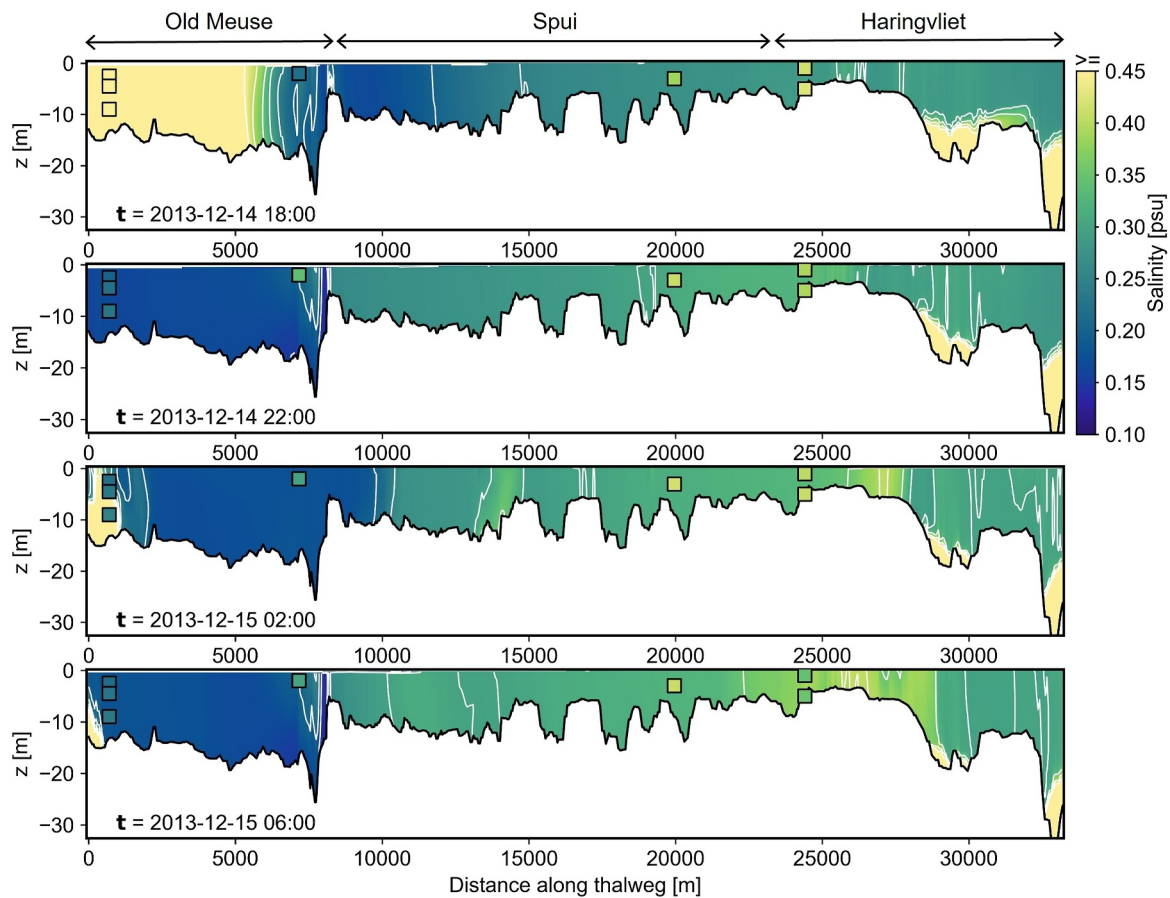 Old Meuse Spui Haringvliet
0
−10
−20
−30
z [m]
t = 2013-12-14 18:00
0 5000 10000 15000 20000 25000 30000
0
−10
−20
−30
z [m]
t = 2013-12-14 22:00
0 5000 10000 15000 20000 25000 30000
0
−10
−20
−30
z [m]
t = 2013-12-15 02:00
0 5000 10000 15000 20000 25000 30000
0
−10
−20
−30
z [m]
t = 2013-12-15 06:00
0 5000 10000 15000 20000 25000 30000
Distance along thalweg [m]
>=
0.45
0.40
0.35
0.30
0.25
0.20
0.15
0.10
Salinity [psu]